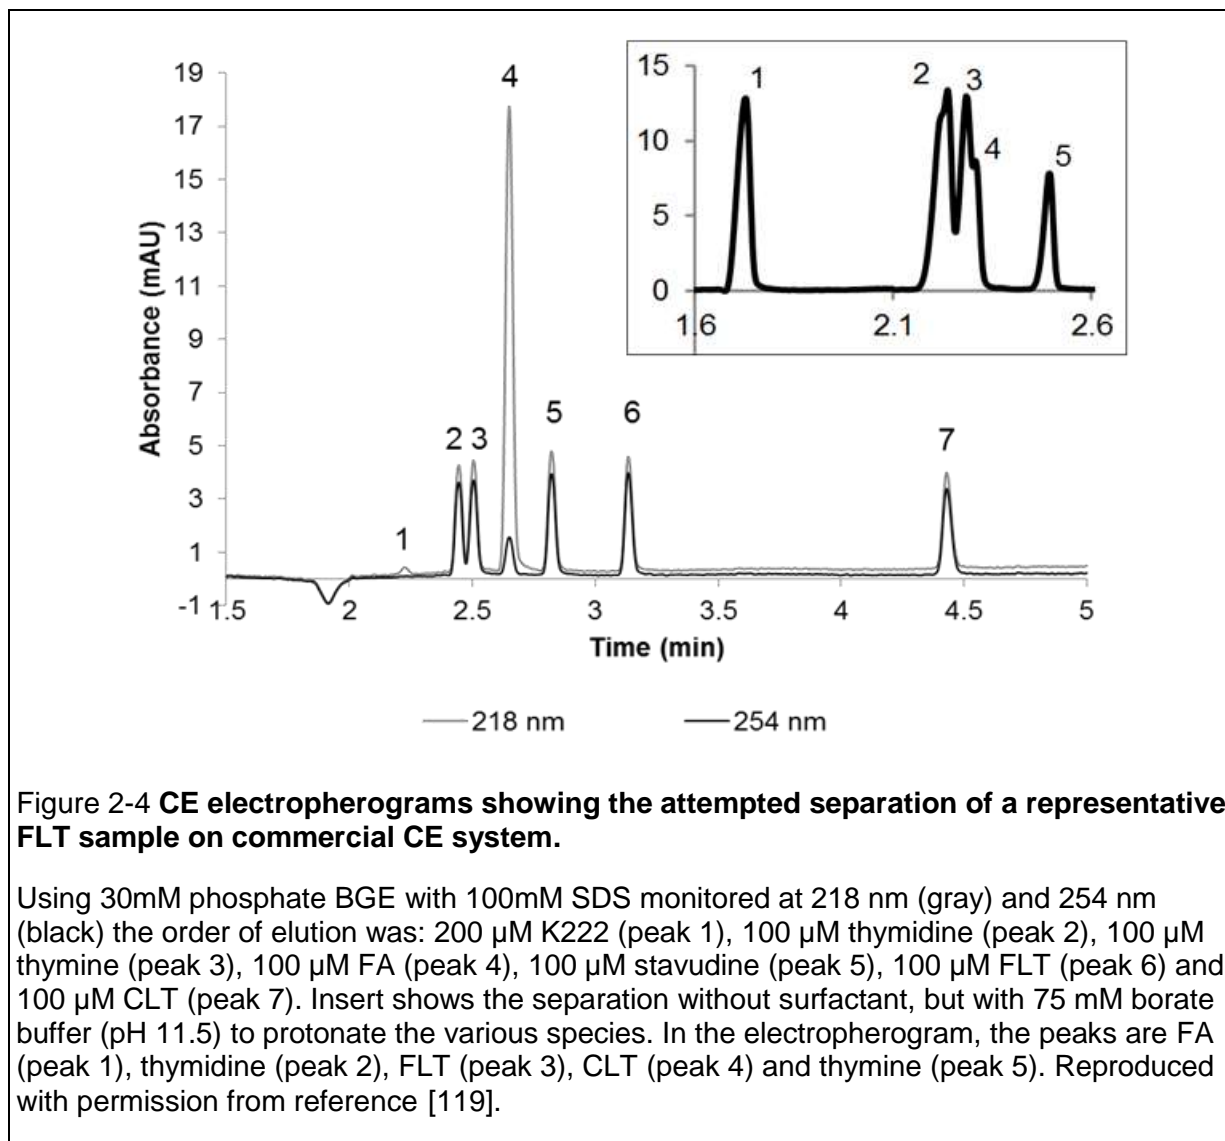 19
17
15
13
11
9
7
5
3
1
-1
Absorbance (mAU)
1
2
3
4
5
6
7
1.5
2
2.5
3
3.5
4
4.5
5
Time (min)
15
10
5
0
1
2
3
4
5
1.6
2.1
2.6
218 nm
254 nm
Figure 2-4 CE electropherograms showing the attempted separation of a representative
FLT sample on commercial CE system.
Using 30mM phosphate BGE with 100mM SDS monitored at 218 nm (gray) and 254 nm
(black) the order of elution was: 200 µM K222 (peak 1), 100 µM thymidine (peak 2), 100 µM
thymine (peak 3), 100 µM FA (peak 4), 100 µM stavudine (peak 5), 100 µM FLT (peak 6) and
100 µM CLT (peak 7). Insert shows the separation without surfactant, but with 75 mM borate
buffer (pH 11.5) to protonate the various species. In the electropherogram, the peaks are FA
(peak 1), thymidine (peak 2), FLT (peak 3), CLT (peak 4) and thymine (peak 5). Reproduced
with permission from reference [119].